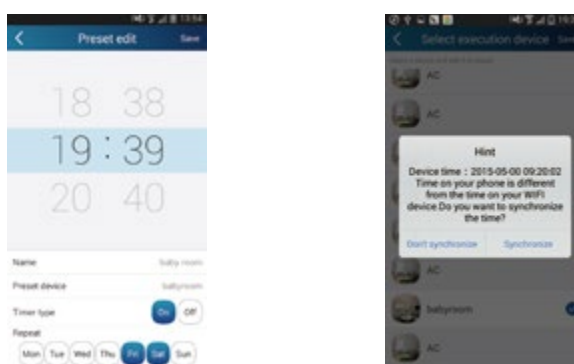 13:54
Preset edit Save
18 38
19 : 39
20 40
Name baby room
Preset device babyroom
Timer type On Off
Repeat
Mon Tue Wed Thu Fri Sat Sun
Select execution device Save
AC
AC
Hint
Device time : 2015-05-00 09:20:02
Time on your phone is different
from the time on your WIFI
device.Do you want to synchronize
the time?
Don't synchronize Synchronize
AC
babyroom
AC